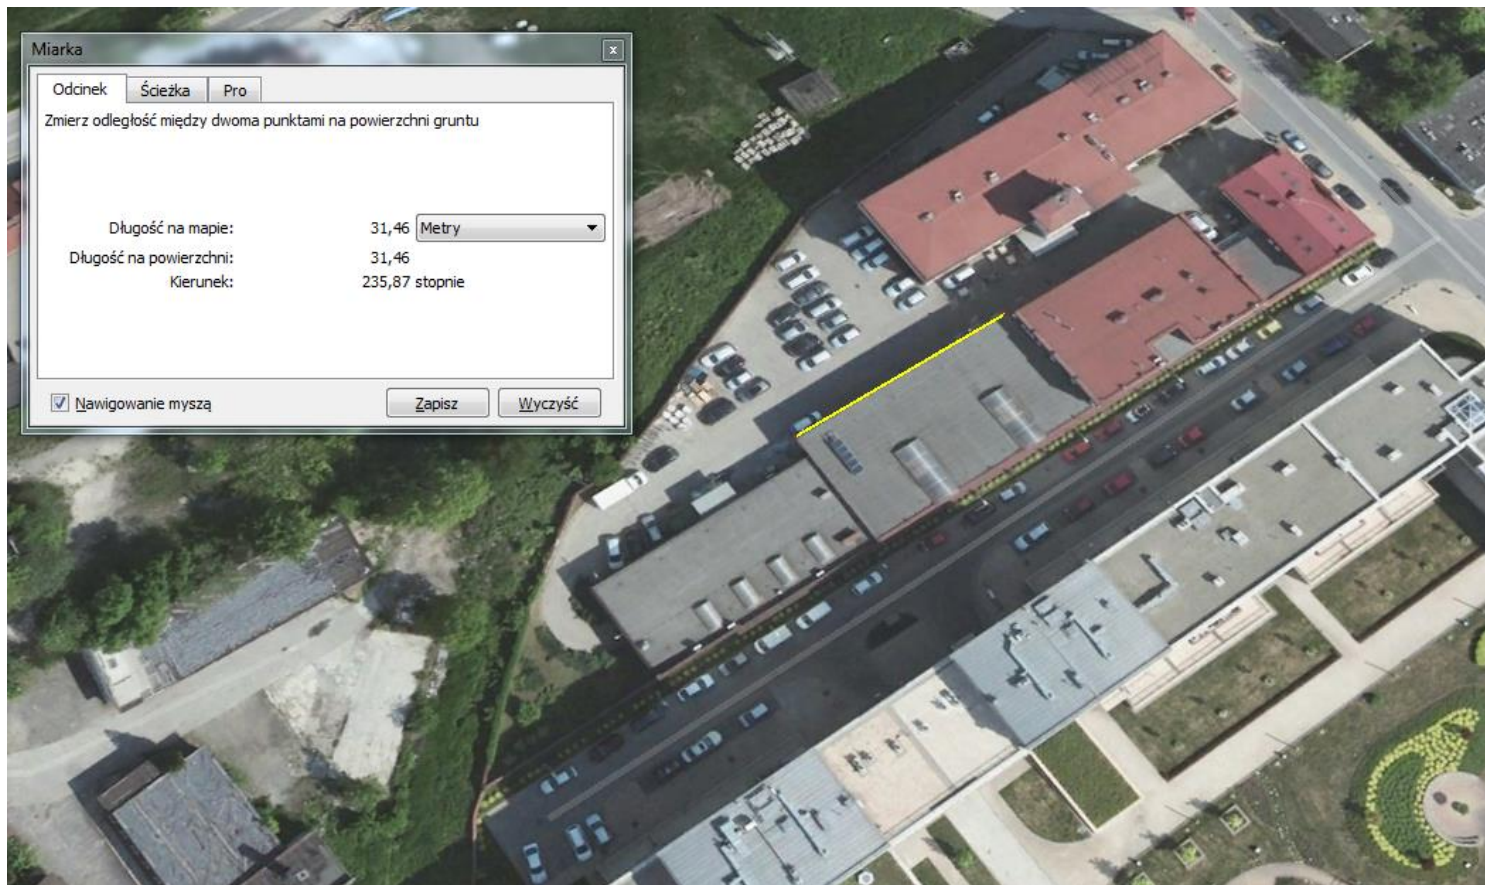 Miarka
Odcinek Ścieżka Pro
Zmierz odległość między dwoma punktami na powierzchni gruntu
Długość na mapie: 31,46 Metry
Długość na powierzchni: 31,46
Kierunek: 235,87 stopnie
Nawigowanie myszą Zapisz Wyczyść